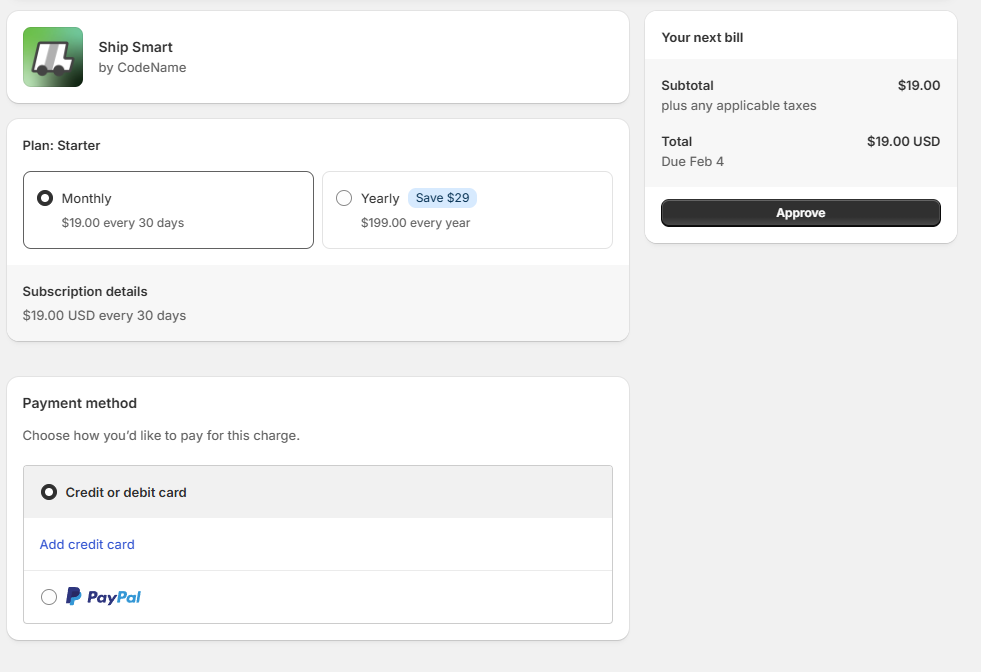 Ship Smart
by CodeName
Plan: Starter
Monthly
$19.00 every 30 days
Yearly Save $29
$199.00 every year
Subscription details
$19.00 USD every 30 days
Payment method
Choose how you’d like to pay for this charge.
Credit or debit card
Add credit card
PayPal
Your next bill
Subtotal $19.00
plus any applicable taxes
Total $19.00 USD
Due Feb 4
Approve